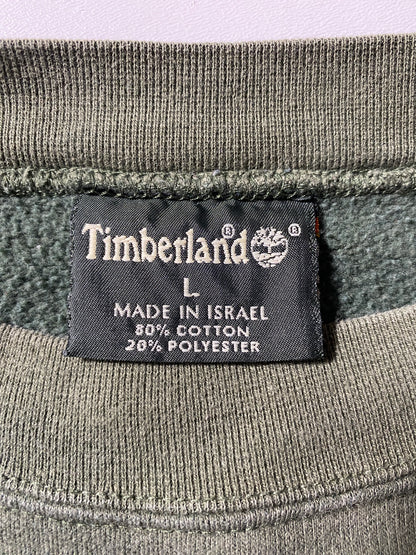 Timberland® ®
L
MADE IN ISRAEL
80% COTTON
20% POLYESTER